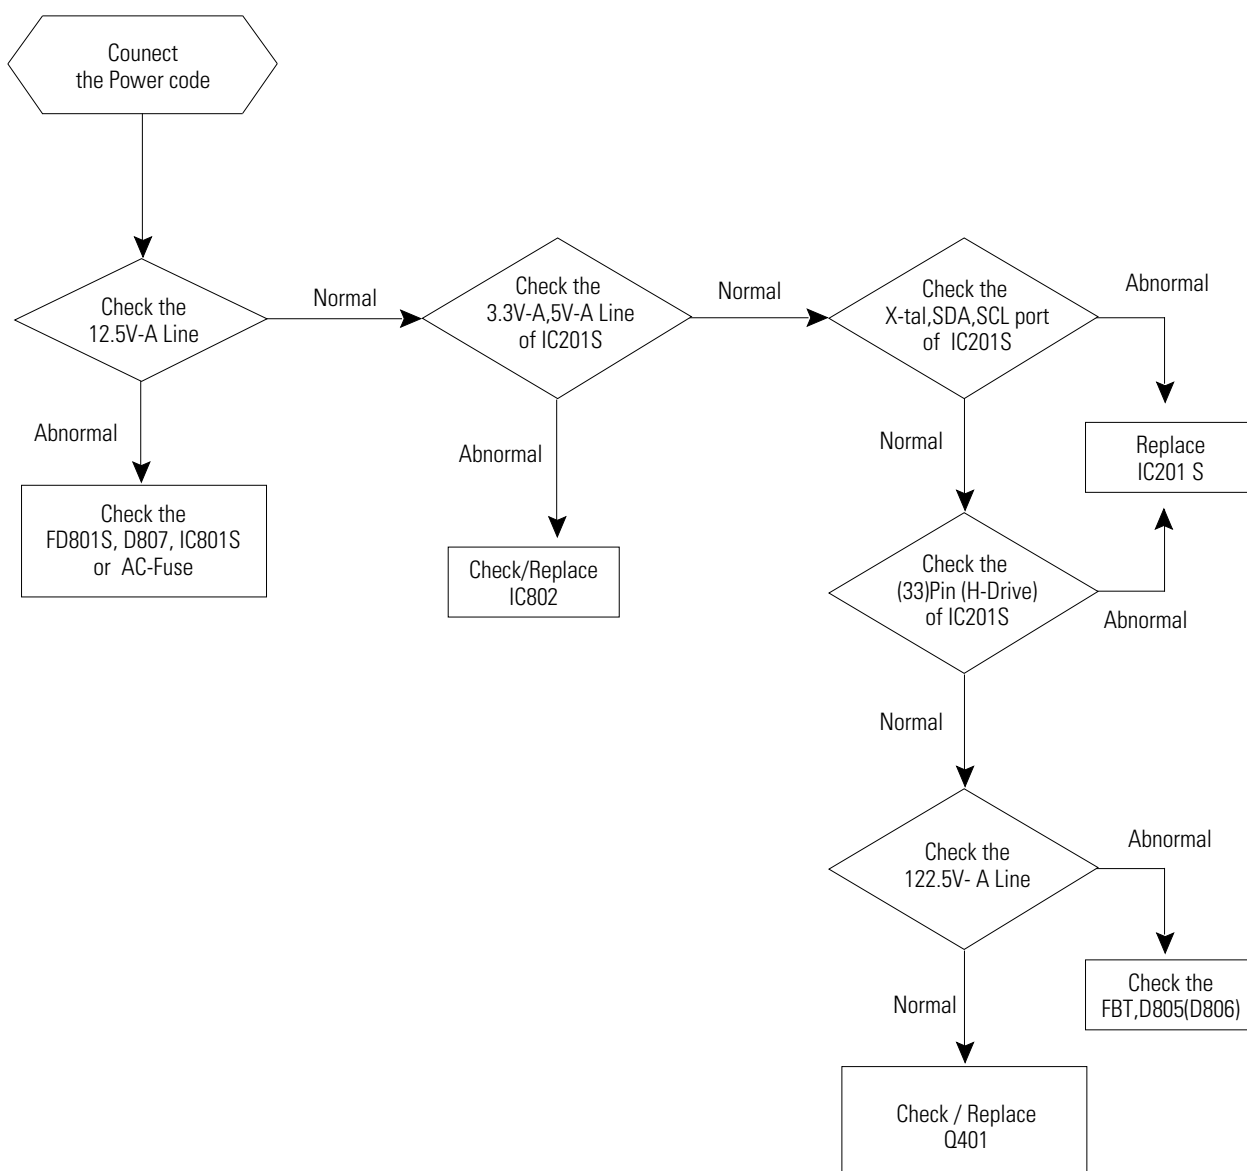 Counect
the Power code
Check the
12.5V-A Line
Normal
Check the
3.3V-A,5V-A Line
of IC201S
Normal
Check the
X-tal,SDA,SCL port
of IC201S
Abnormal
Abnormal
Check the
FD801S, D807, IC801S
or AC-Fuse
Abnormal
Check/Replace
IC802
Normal
Replace
IC201 S
Check the
(33)Pin (H-Drive)
of IC201S
Abnormal
Normal
Check the
122.5V- A Line
Abnormal
Check the
FBT,D805(D806)
Normal
Check / Replace
Q401